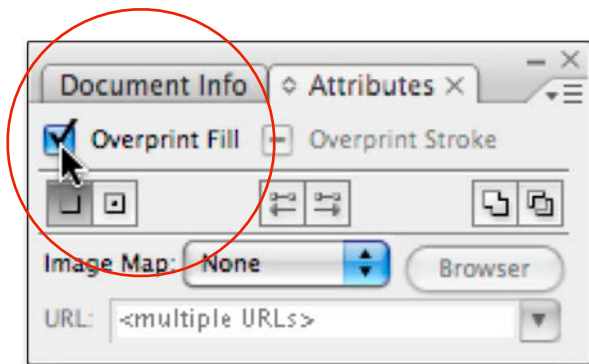 Document Info Attributes
Overprint Fill Overprint Stroke
Image Map: None Browser
URL: <multiple URLs>